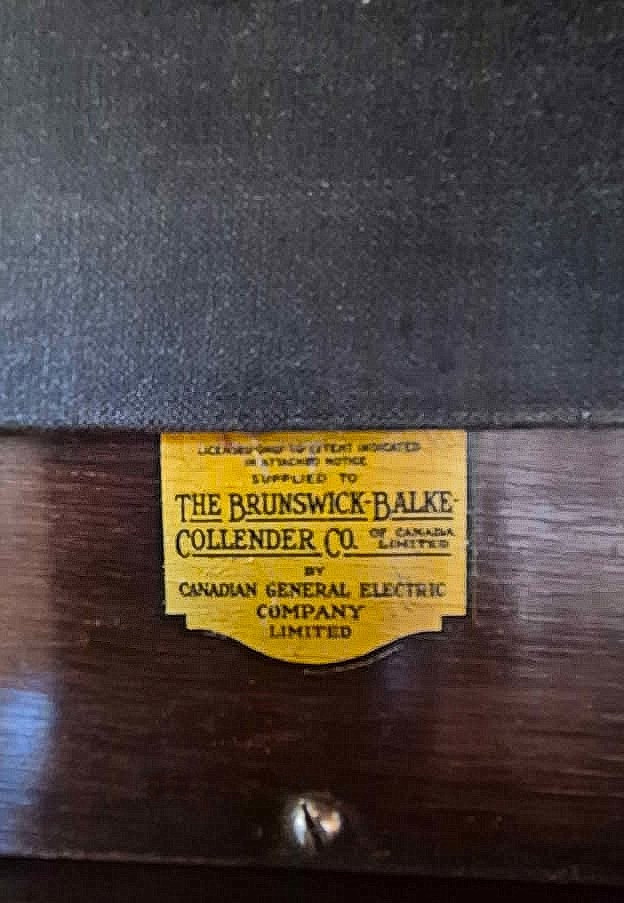 LICENSED ONLY TO EXTENT INDICATED
IN ATTACHED NOTICE
SUPPLIED TO
THE BRUNSWICK-BALKE-
COLLENDER CO. OF CANADA
LIMITED
BY
CANADIAN GENERAL ELECTRIC
COMPANY
LIMITED